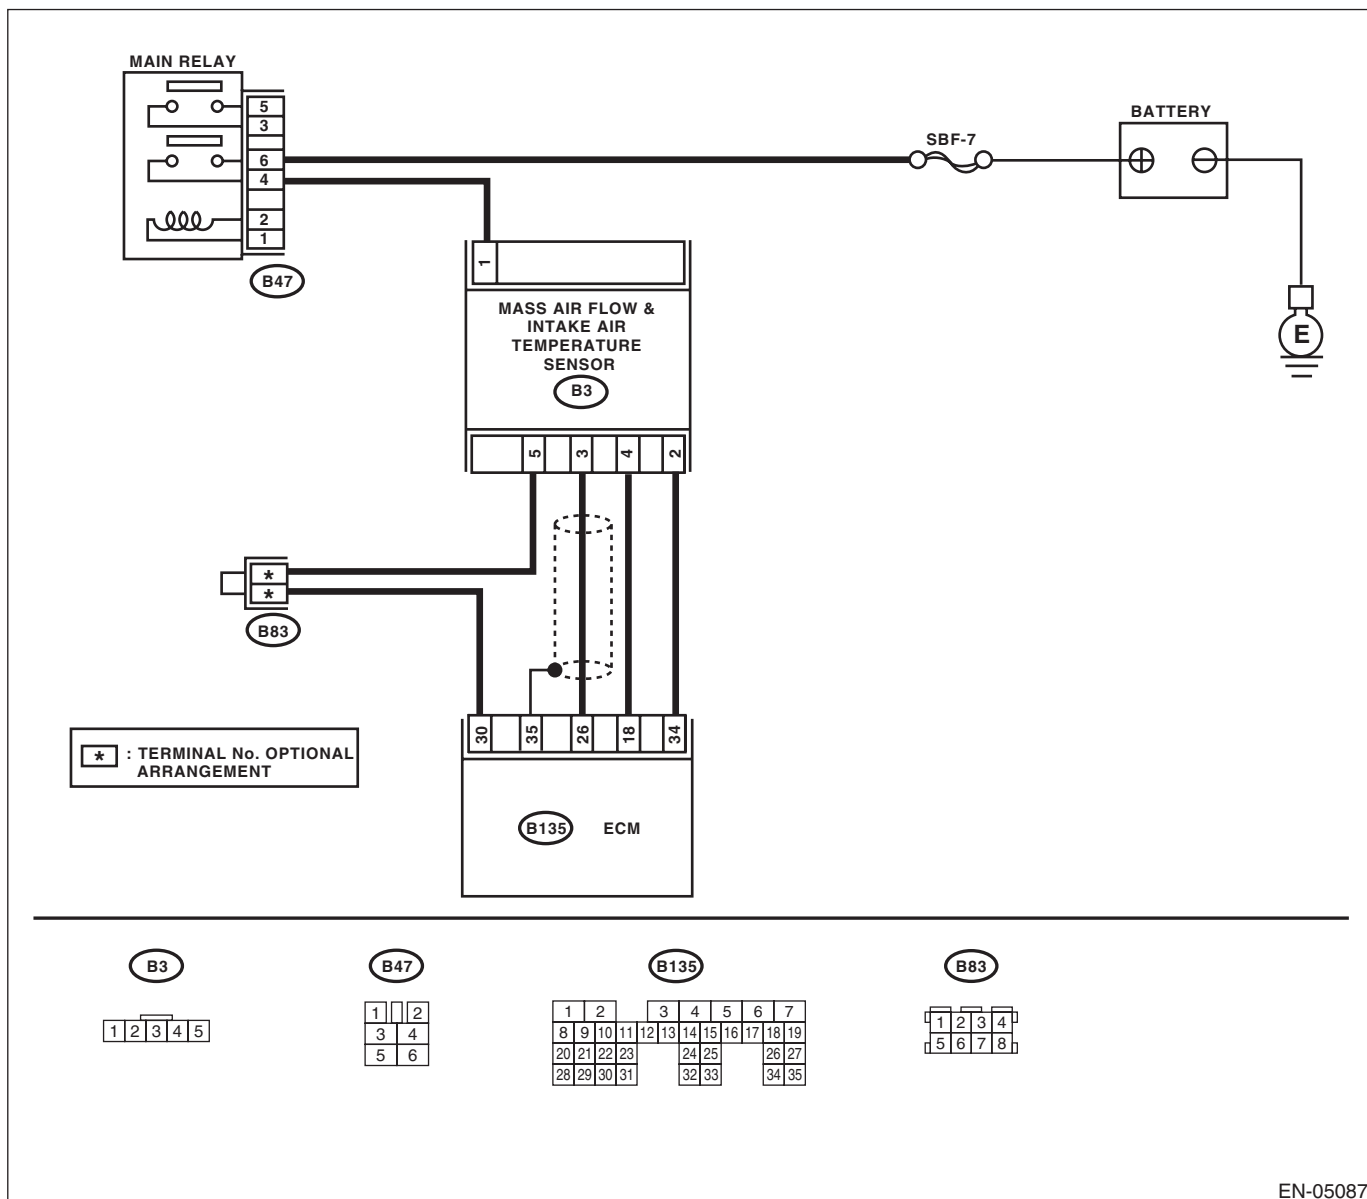 MAIN RELAY
5
3
6
4
2
1
B47
SBF-7
BATTERY
E
1
MASS AIR FLOW &
INTAKE AIR
TEMPERATURE
SENSOR
B3
5 3 4 2
*
*
B83
30 35 26 18 34
* : TERMINAL No. OPTIONAL
ARRANGEMENT
B135 ECM
B3
1 2 3 4 5
B47
1 2
3 4
5 6
B135
1 2 3 4 5 6 7
8 9 10 11 12 13 14 15 16 17 18 19
20 21 22 23 24 25 26 27
28 29 30 31 32 33 34 35
B83
1 2 3 4
5 6 7 8
EN-05087